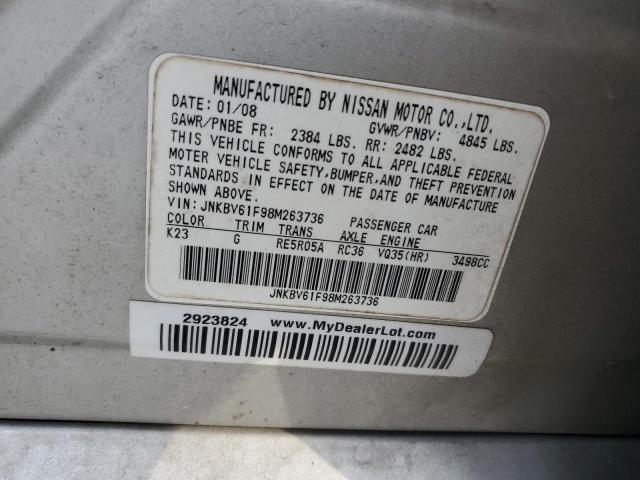 MANUFACTURED BY NISSAN MOTOR CO.,LTD.
DATE: 01/08 GVWR/PNBV: 4845 LBS.
GAWR/PNBE FR: 2384 LBS. RR: 2482 LBS.
THIS VEHICLE CONFORMS TO ALL APPLICABLE FEDERAL
MOTER VEHICLE SAFETY,BUMPER,AND THEFT PREVENTION
STANDARDS IN EFFECT ON THE DATE OF MANUFACTURE
SHOWN ABOVE.
VIN: JNKBV61F98M263736 PASSENGER CAR
COLOR TRIM TRANS AXLE ENGINE
K23 G RE5R05A RC36 VQ35(HR) 3498CC
JNKBV61F98M263736
2923824 www.MyDealerLot.com